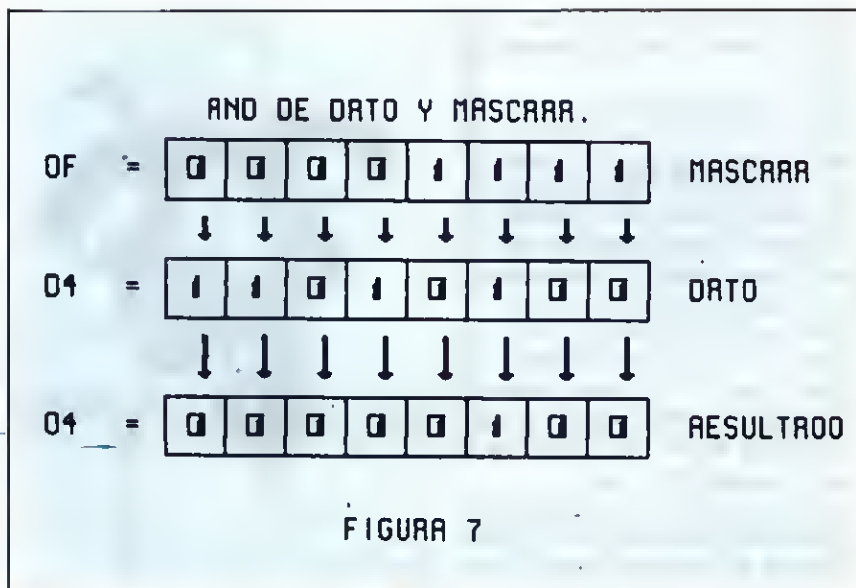 AND DE DATO Y MASCARA.
0F = 0 0 0 0 1 1 1 1 MASCARA
04 = 1 1 0 1 0 1 0 0 DATO
04 = 0 0 0 0 0 1 0 0 RESULTADO
FIGURA 7